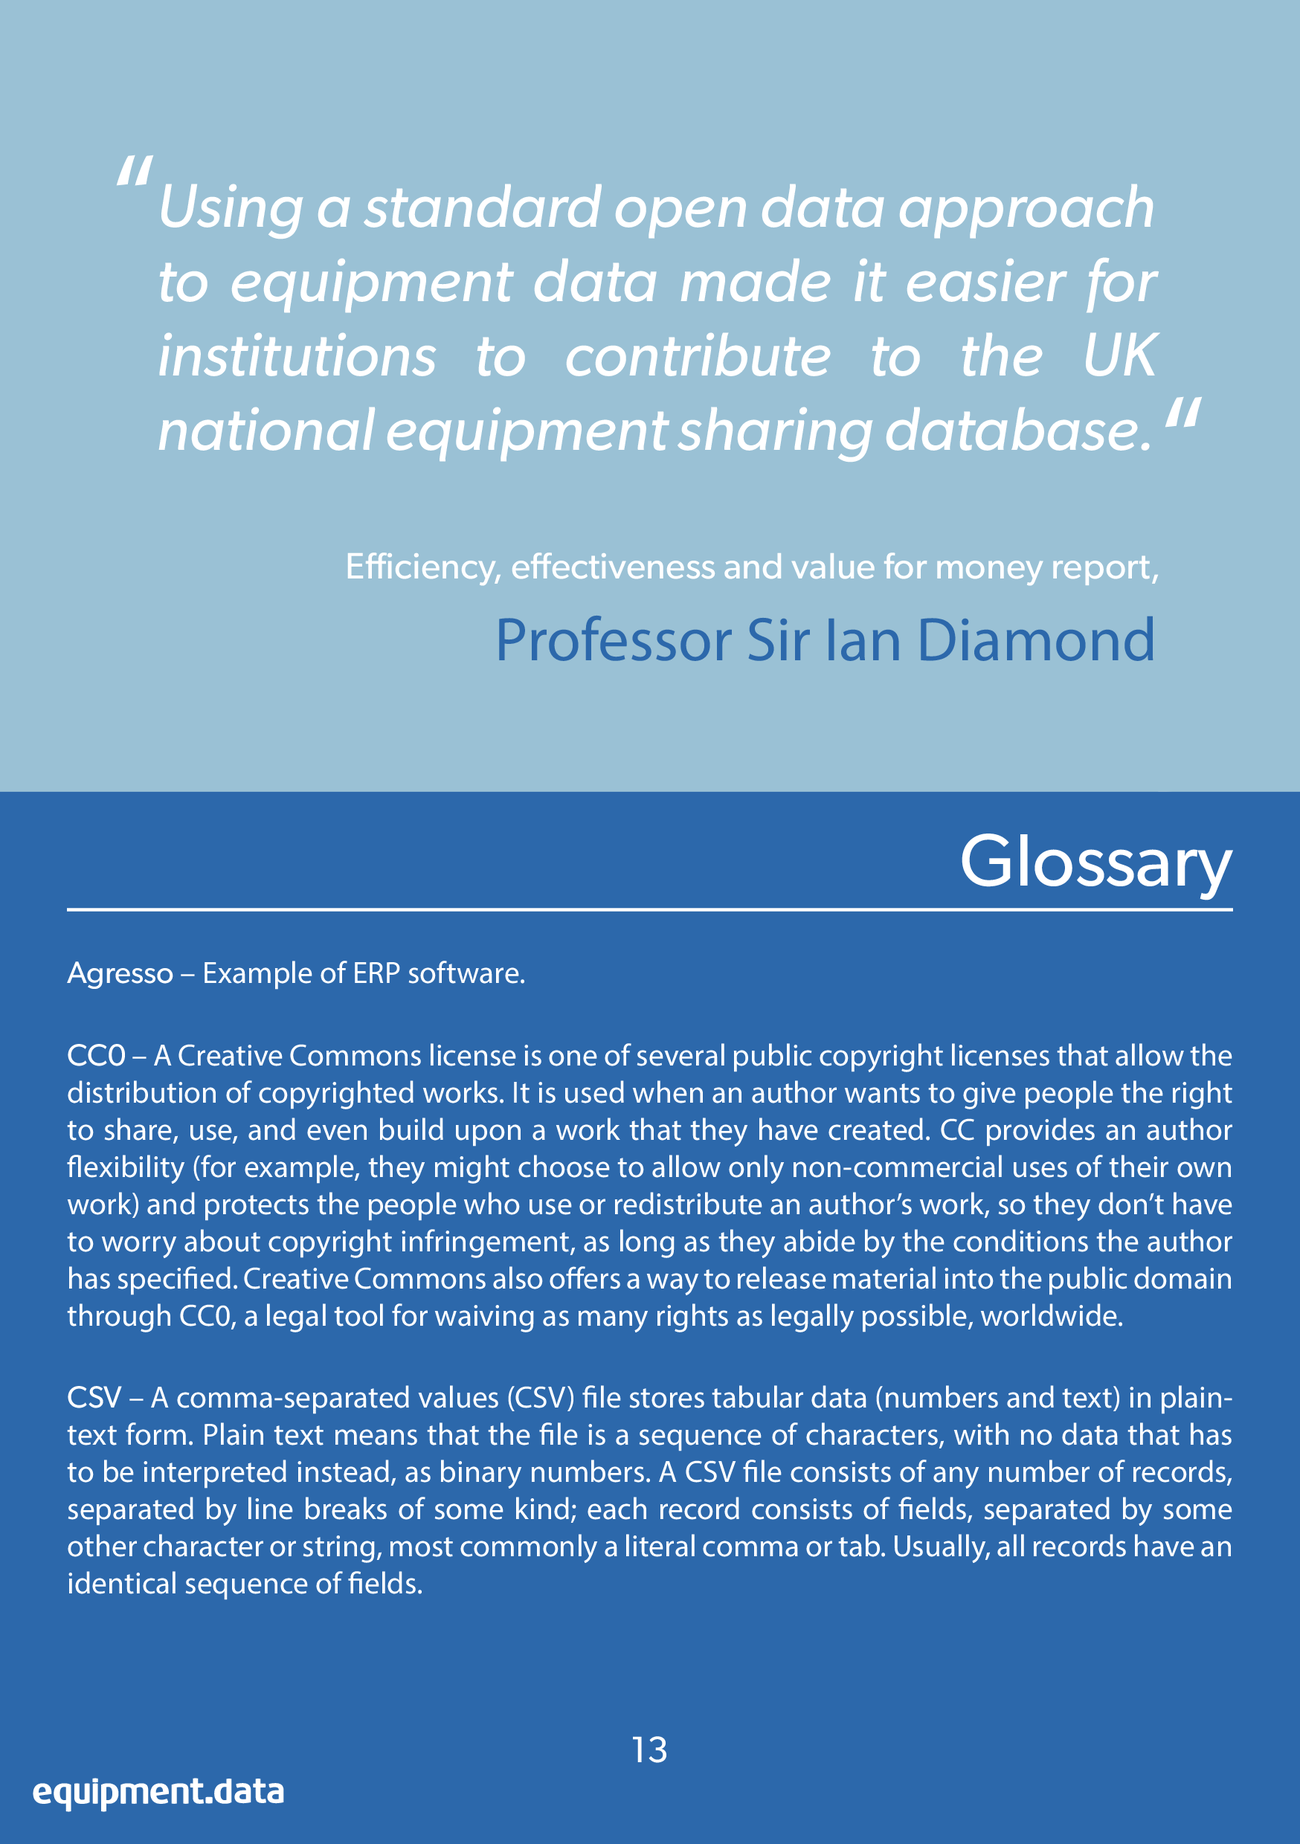 “Using a standard open data approach
to equipment data made it easier for
institutions to contribute to the UK
national equipment sharing database.“
Efficiency, effectiveness and value for money report,
Professor Sir Ian Diamond
Glossary
Agresso – Example of ERP software.
CC0 – A Creative Commons license is one of several public copyright licenses that allow the
distribution of copyrighted works. It is used when an author wants to give people the right
to share, use, and even build upon a work that they have created. CC provides an author
flexibility (for example, they might choose to allow only non-commercial uses of their own
work) and protects the people who use or redistribute an author’s work, so they don’t have
to worry about copyright infringement, as long as they abide by the conditions the author
has specified. Creative Commons also offers a way to release material into the public domain
through CC0, a legal tool for waiving as many rights as legally possible, worldwide.
CSV – A comma-separated values (CSV) file stores tabular data (numbers and text) in plain-
text form. Plain text means that the file is a sequence of characters, with no data that has
to be interpreted instead, as binary numbers. A CSV file consists of any number of records,
separated by line breaks of some kind; each record consists of fields, separated by some
other character or string, most commonly a literal comma or tab. Usually, all records have an
identical sequence of fields.
13
equipment.data